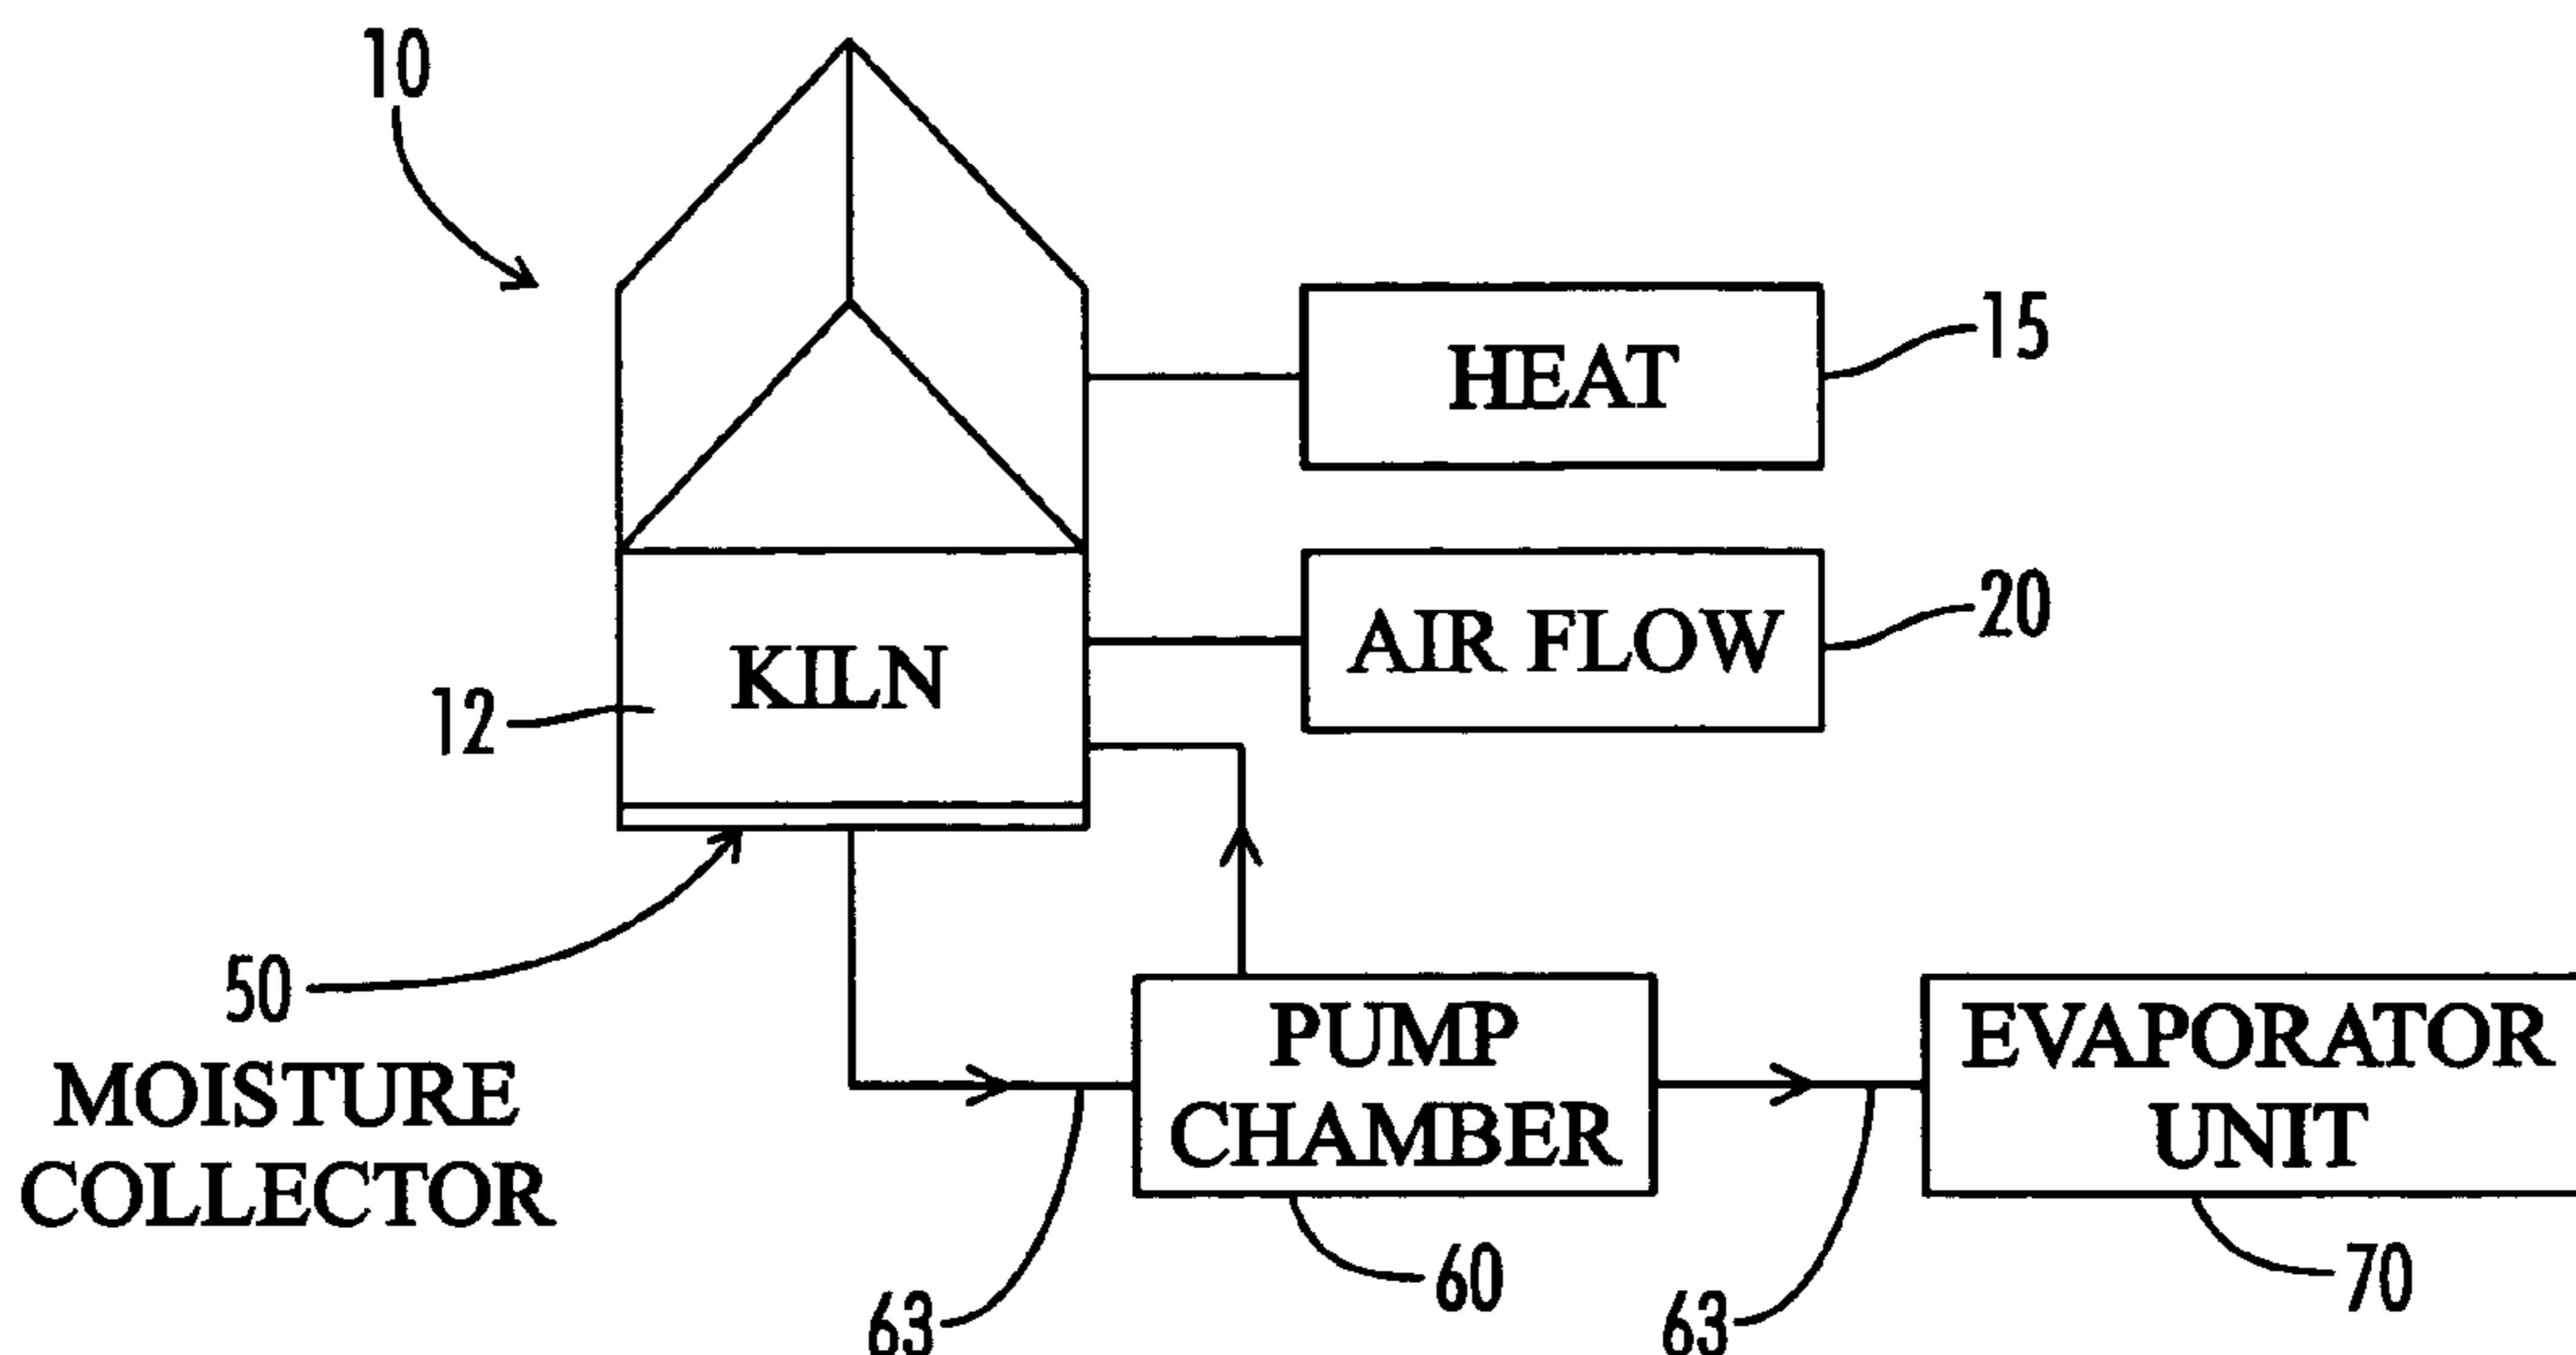 10
HEAT
15
AIR FLOW
20
KILN
12
50
MOISTURE
COLLECTOR
PUMP
CHAMBER
EVAPORATOR
UNIT
63
60
63
70